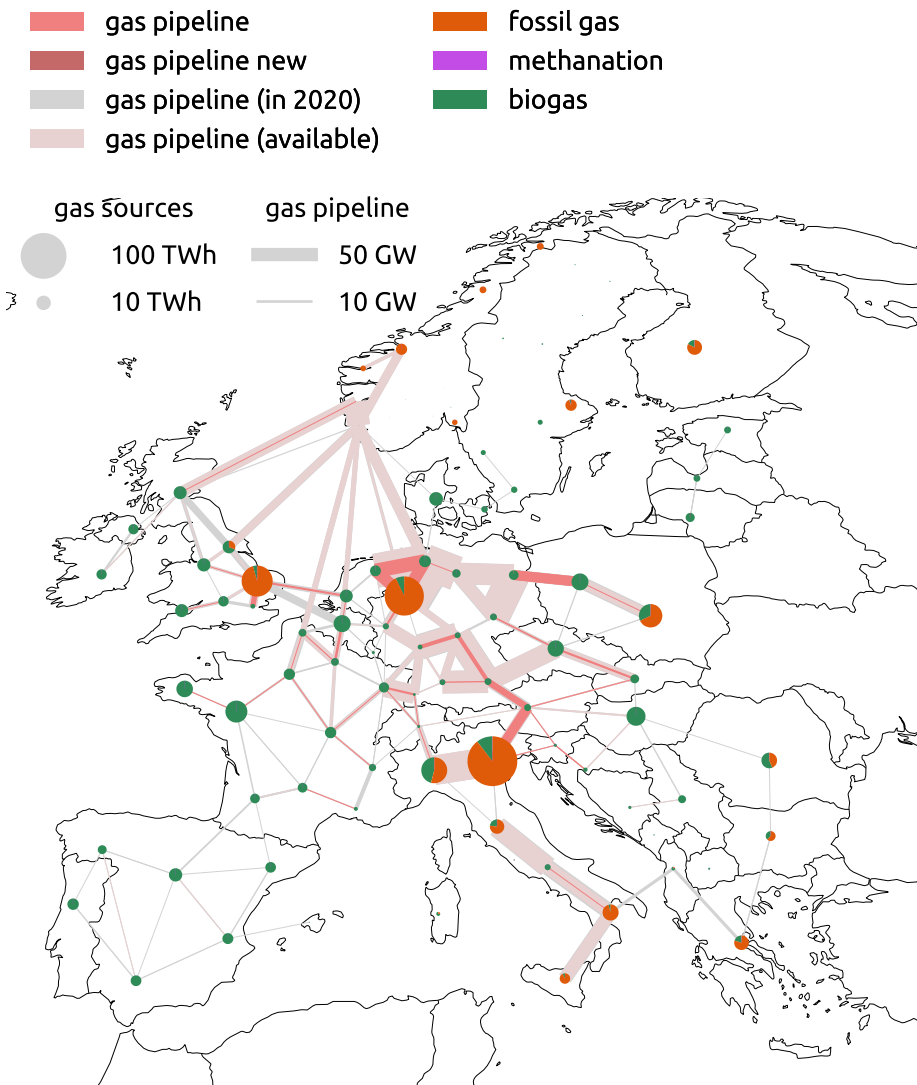 gas pipeline
gas pipeline new
gas pipeline (in 2020)
gas pipeline (available)
fossil gas
methanation
biogas
gas sources
100 TWh
10 TWh
gas pipeline
50 GW
10 GW